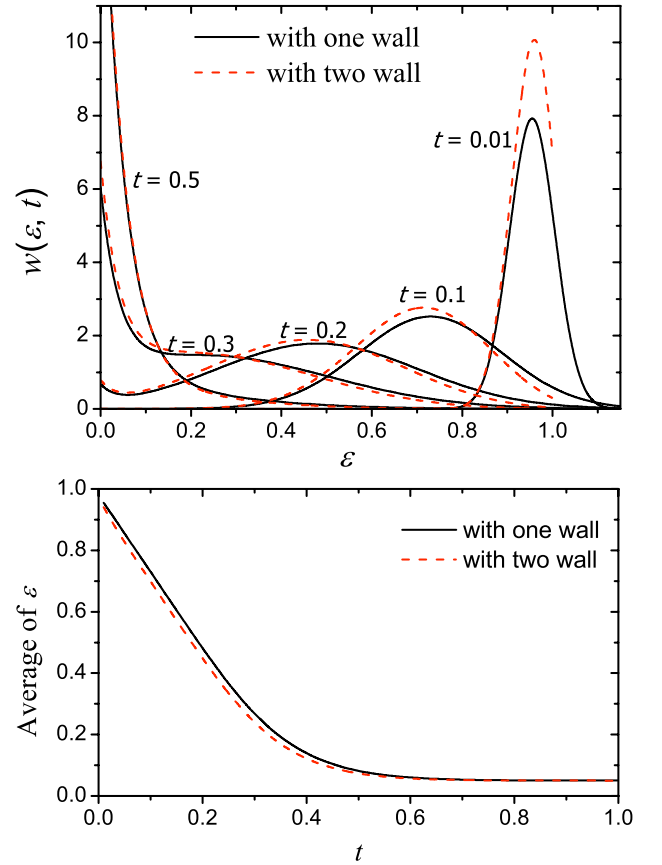 10
8
6
4
2
0
w(ε, t)
with one wall
with two wall
t = 0.01
t = 0.5
t = 0.1
t = 0.3
t = 0.2
0.0 0.2 0.4 0.6 0.8 1.0
ε
1.0
0.8
0.6
0.4
0.2
0.0
Average of ε
with one wall
with two wall
0.0 0.2 0.4 0.6 0.8 1.0
t